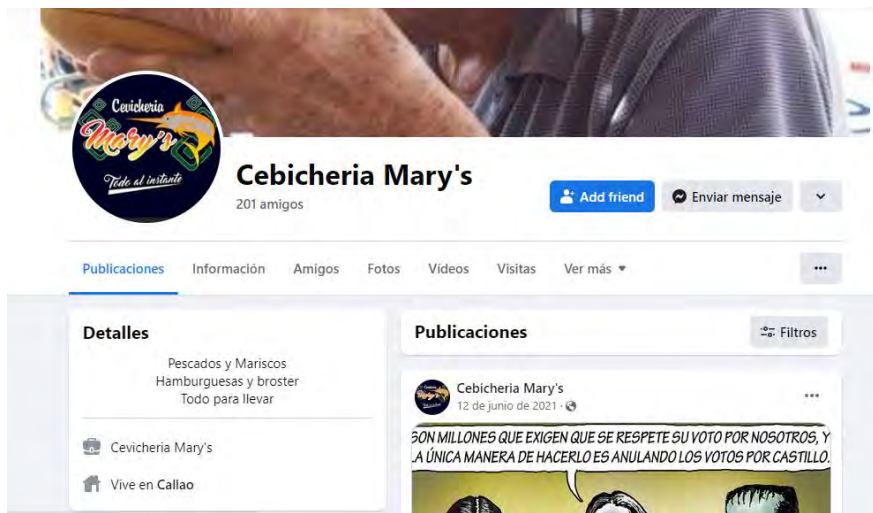 Cevicheria
Mary's
Todo al instante
Cebicheria Mary's
201 amigos
Add friend
Enviar mensaje
Publicaciones
Información
Amigos
Fotos
Vídeos
Visitas
Ver más
Detalles
Pescados y Mariscos
Hamburguesas y broster
Todo para llevar
Cevicheria Mary's
Vive en Callao
Publicaciones
Filtros
Cebicheria Mary's
12 de junio de 2021 ·
SON MILLONES QUE EXIGEN QUE SE RESPETE SU VOTO POR NOSOTROS, Y
LA ÚNICA MANERA DE HACERLO ES ANULANDO LOS VOTOS POR CASTILLO.